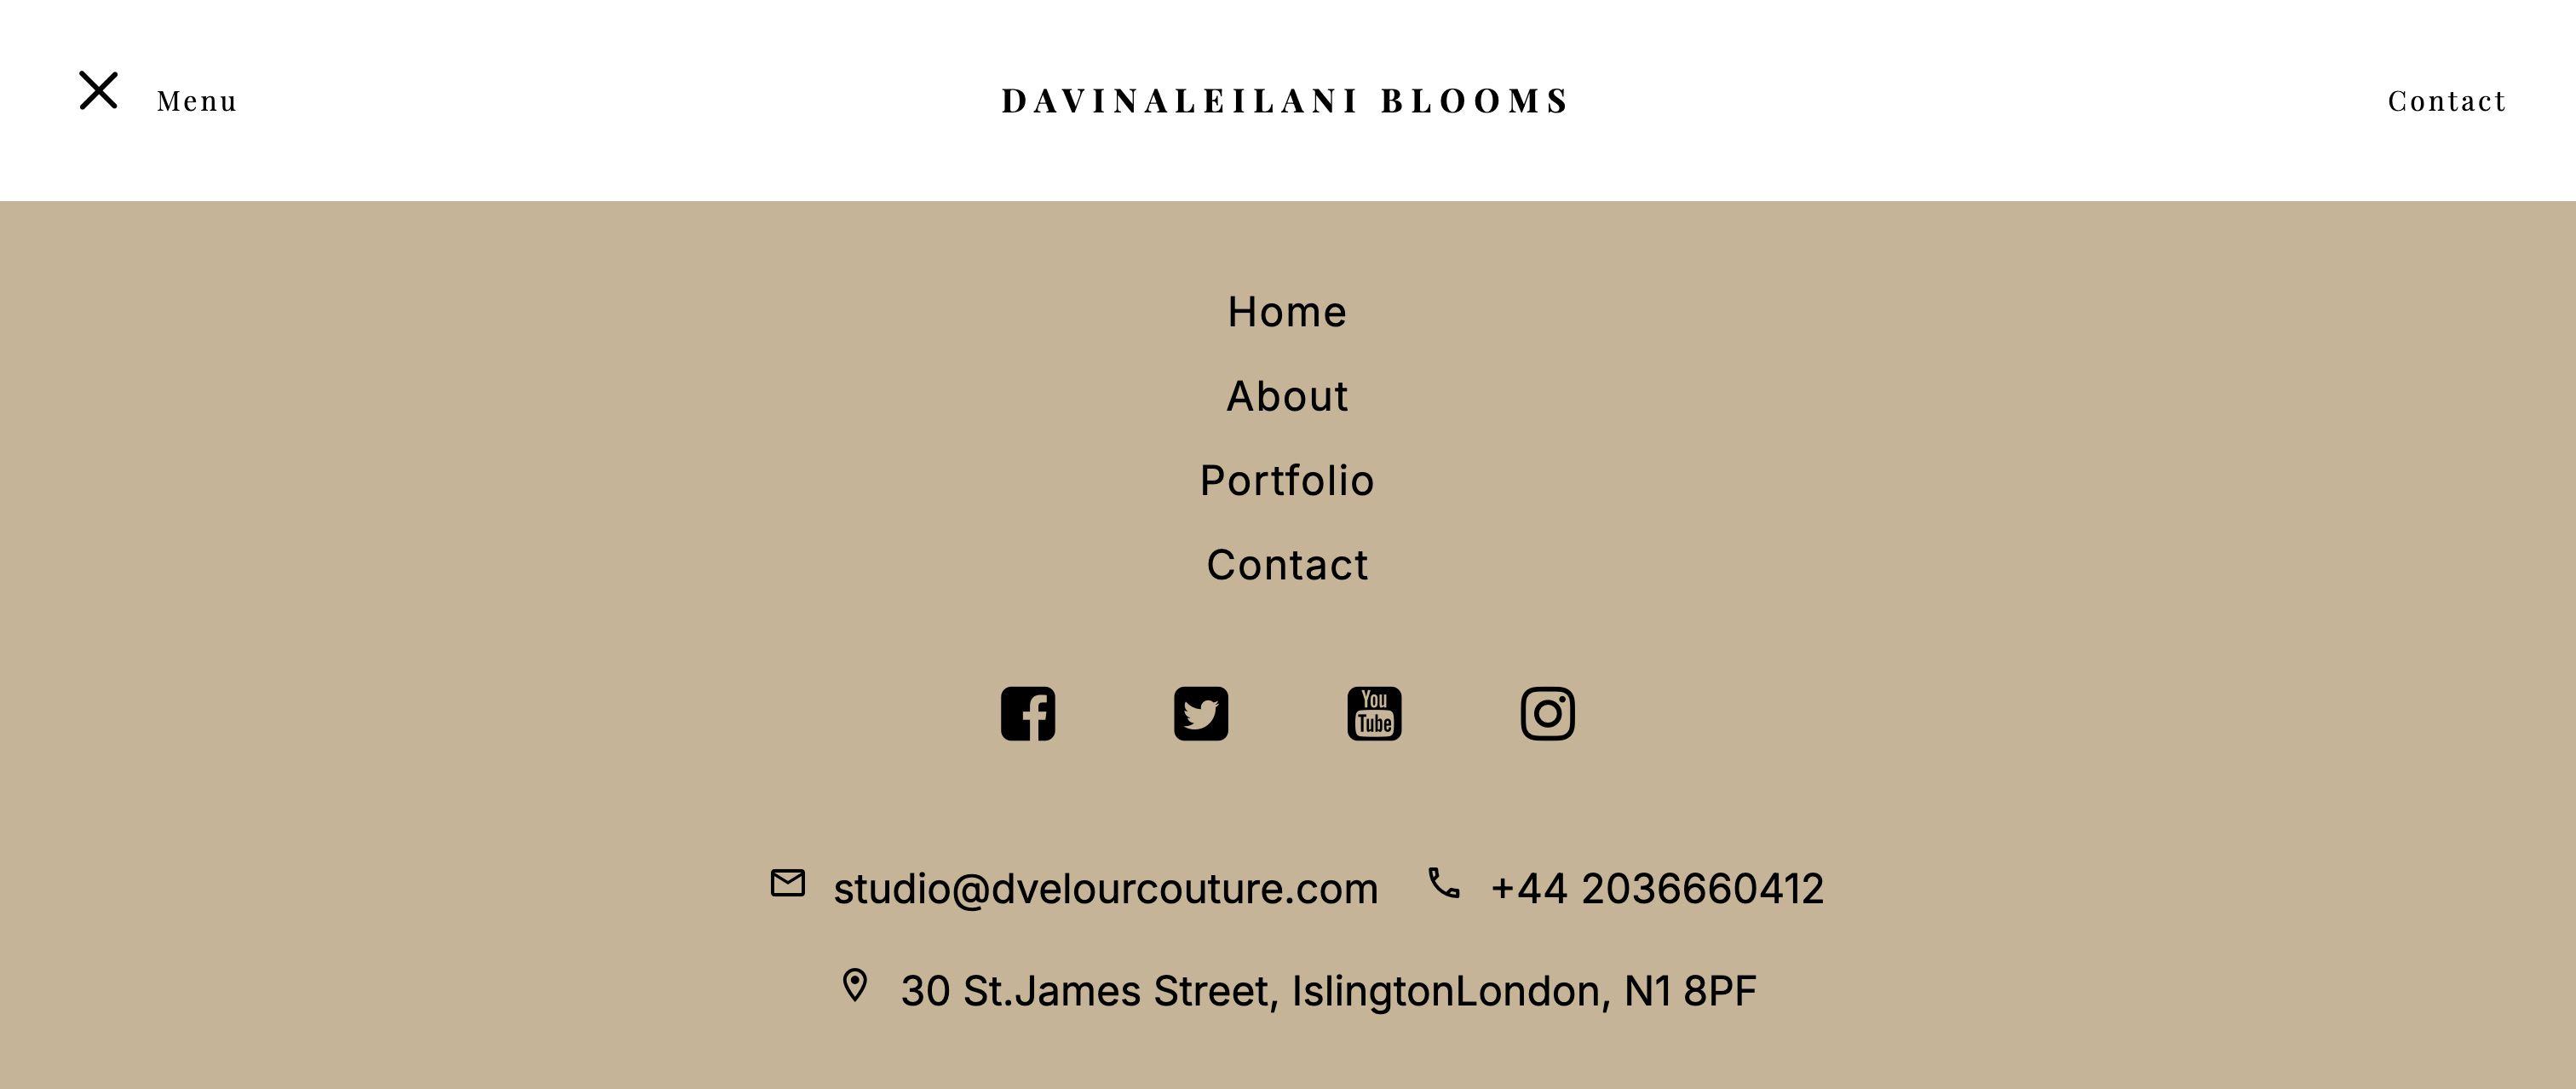 Menu DAVINALEILANI BLOOMS Contact
Home
About
Portfolio
Contact
You
Tube
studio@dvelourcouture.com +44 2036660412
30 St.James Street, IslingtonLondon, N1 8PF